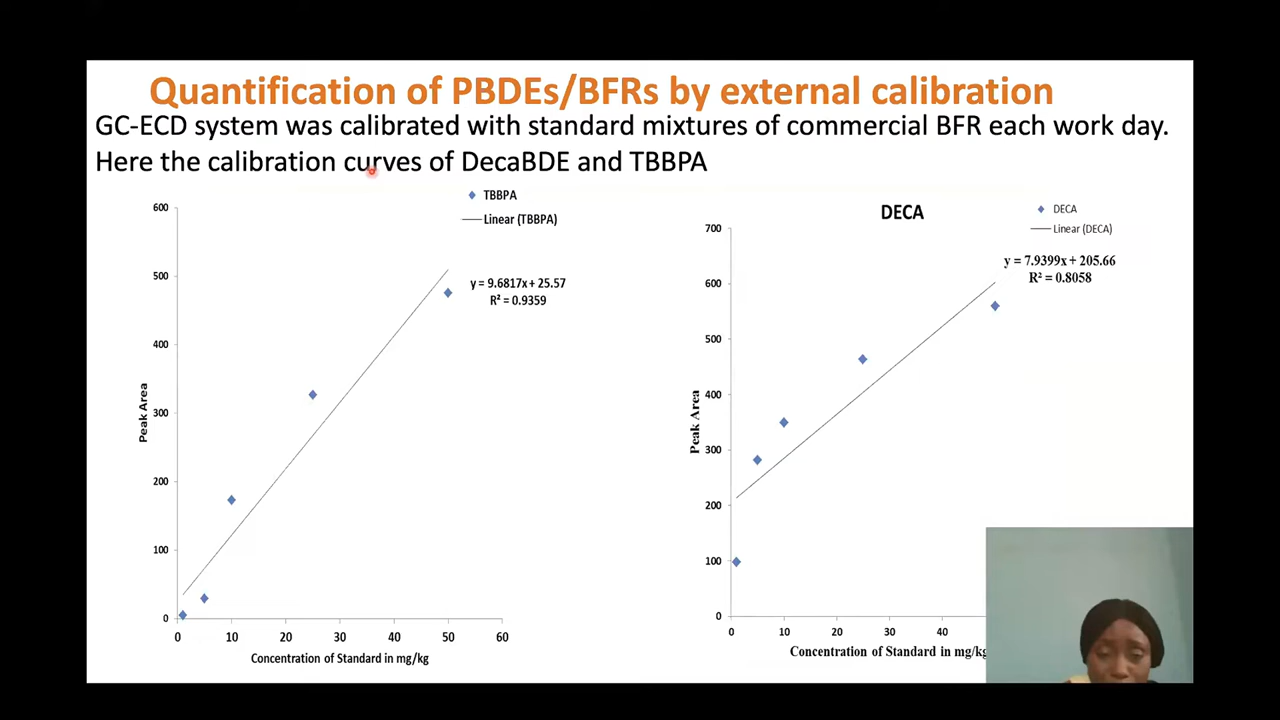 Quantification of PBDEs/BFRs by external calibration
GC-ECD system was calibrated with standard mixtures of commercial BFR each work day.
Here the calibration curves of DecaBDE and TBBPA
TBBPA
Linear (TBBPA)
y = 9.6817x + 25.57
R² = 0.9359
600
500
400
300
200
100
0
Peak Area
0 10 20 30 40 50 60
Concentration of Standard in mg/kg
DECA
DECA
Linear (DECA)
y = 7.9399x + 205.66
R² = 0.8058
700
600
500
400
300
200
100
0
Peak Area
0 10 20 30 40
Concentration of Standard in mg/kg